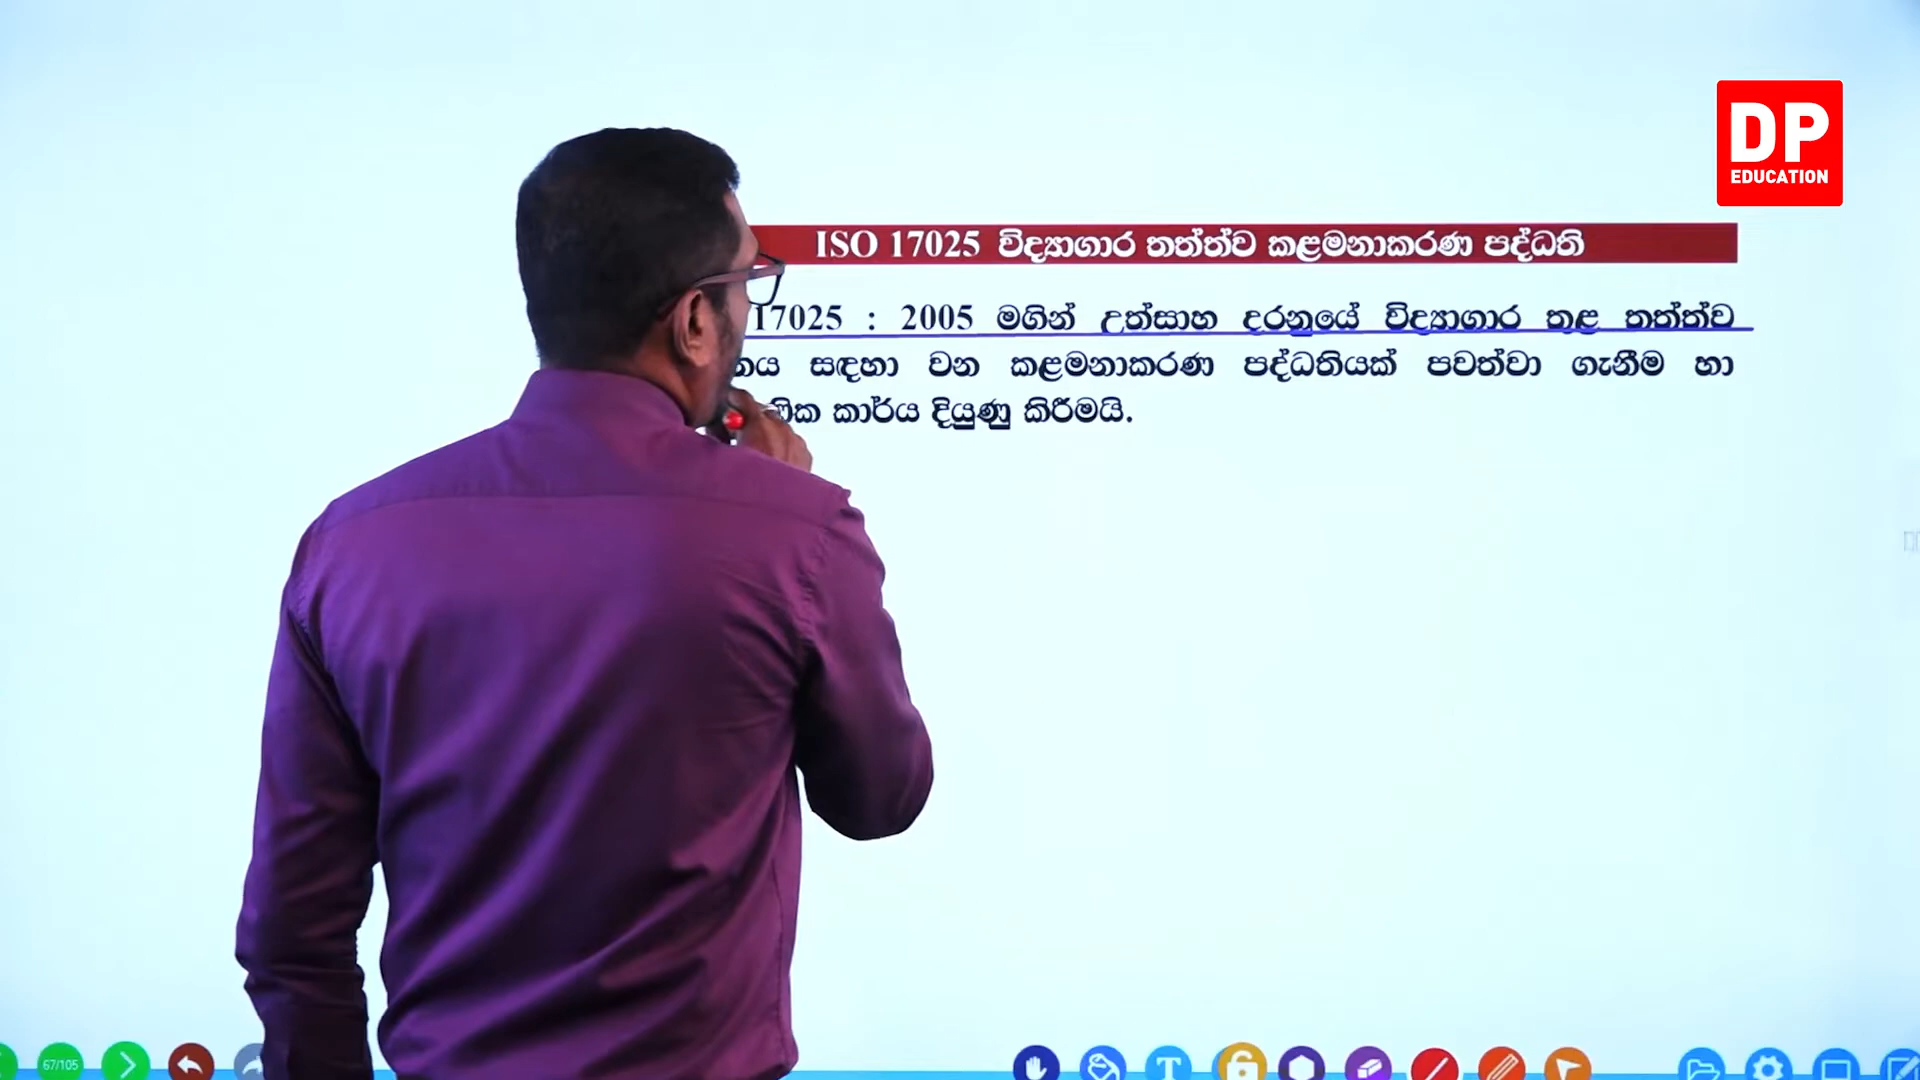 DP
EDUCATION
ISO 17025 විද්‍යාගාර තත්ත්ව කළමනාකරණ පද්ධති
17025 : 2005 මගින් උත්සාහ දරනුයේ විද්‍යාගාර තුළ තත්ත්ව
සඳහා වන කළමනාකරණ පද්ධතියක් පවත්වා ගැනීම හා
කාර්ය දියුණු කිරීමයි.
67/105
T